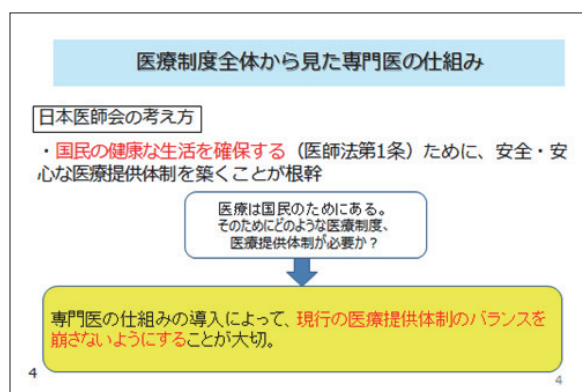 医療制度全体から見た専門医の仕組み
日本医師会の考え方
・国民の健康な生活を確保する（医師法第1条）ために、安全・安
心な医療提供体制を築くことが根幹
医療は国民のためにある。
そのためにどのような医療制度、
医療提供体制が必要か？
専門医の仕組みの導入によって、現行の医療提供体制のバランスを
崩さないようにすることが大切。
4
4